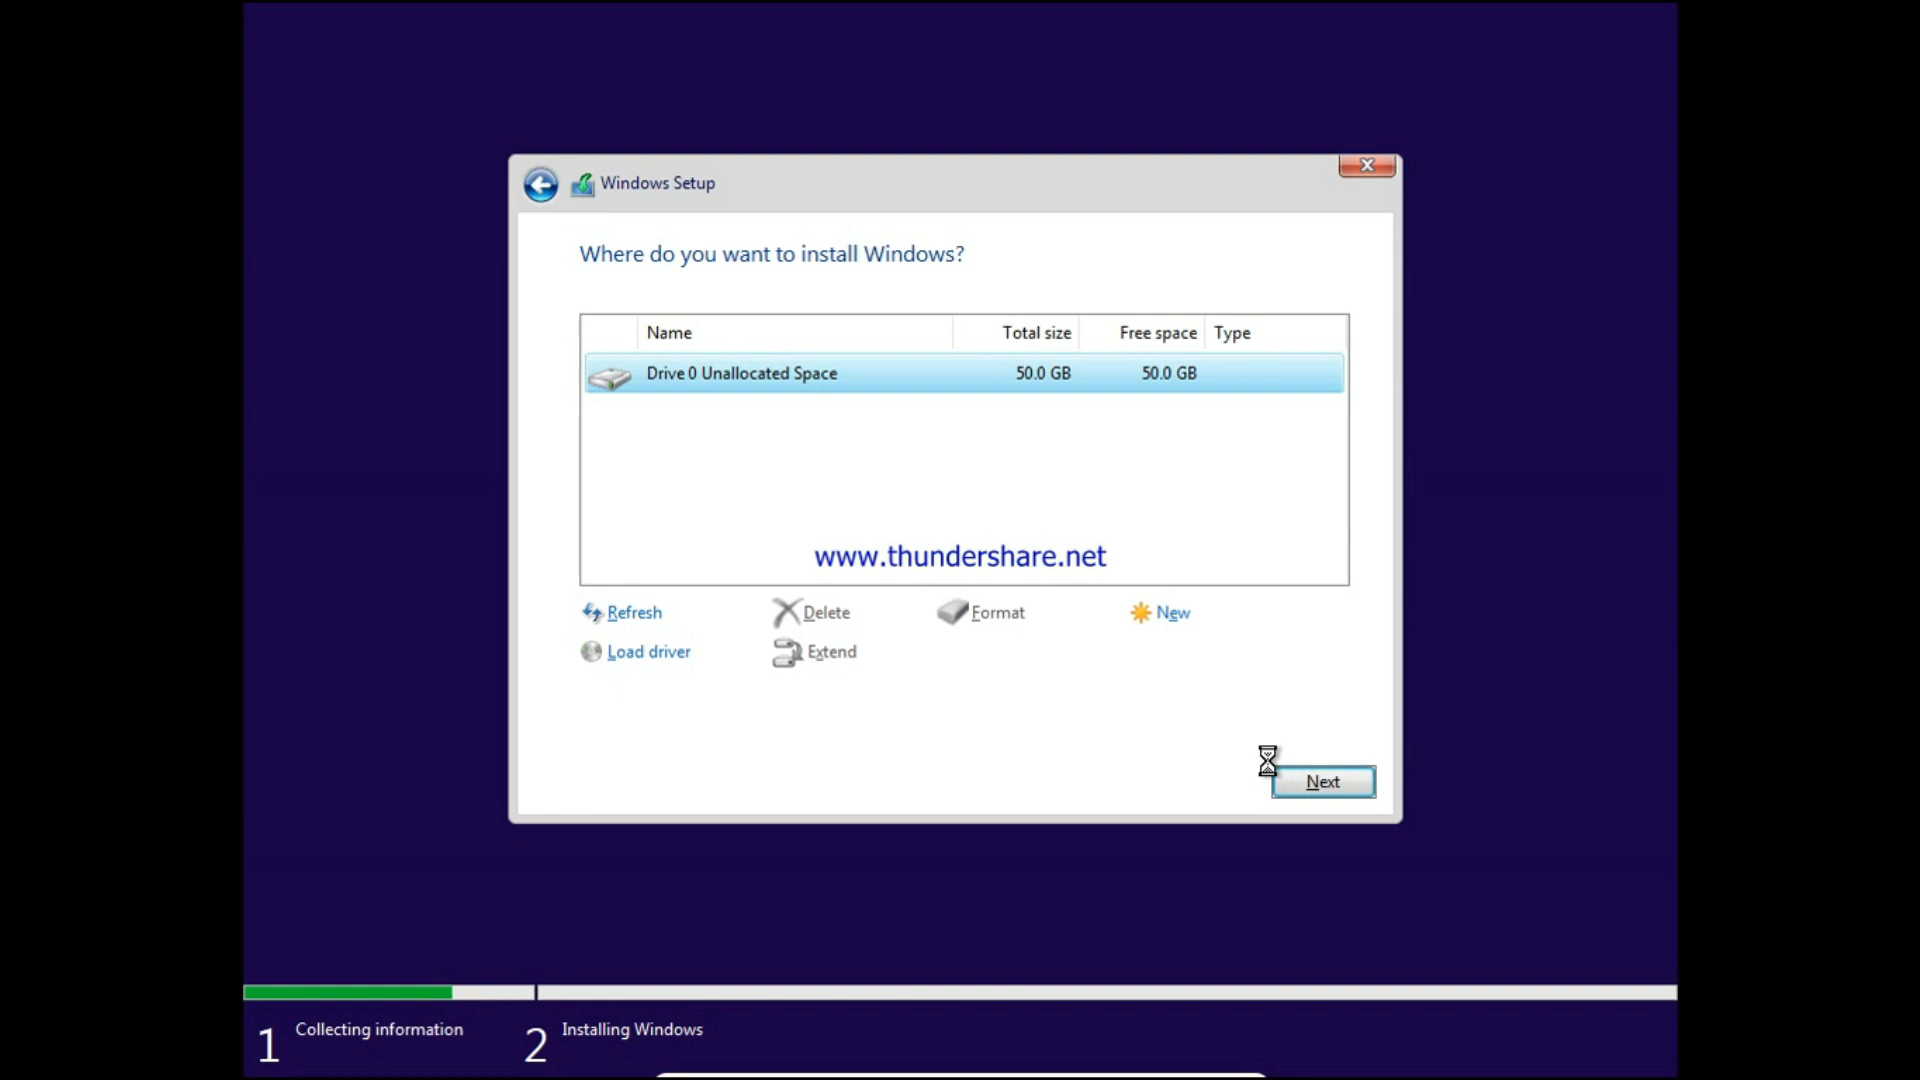 Windows Setup
Where do you want to install Windows?
Name Total size Free space Type
Drive 0 Unallocated Space 50.0 GB 50.0 GB
www.thundershare.net
Refresh Delete Format New
Load driver Extend
Next
1 Collecting information 2 Installing Windows